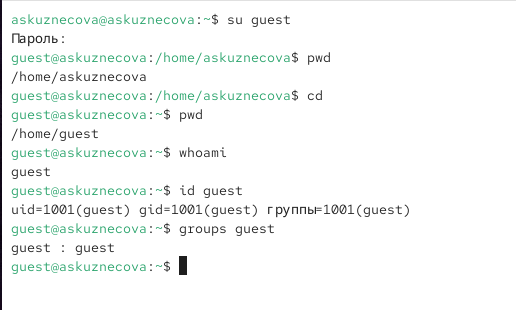 askuznecova@askuznecova:~$ su guest
Пароль:
guest@askuznecova:/home/askuznecova$ pwd
/home/askuznecova
guest@askuznecova:/home/askuznecova$ cd
guest@askuznecova:~$ pwd
/home/guest
guest@askuznecova:~$ whoami
guest
guest@askuznecova:~$ id guest
uid=1001(guest) gid=1001(guest) группы=1001(guest)
guest@askuznecova:~$ groups guest
guest : guest
guest@askuznecova:~$